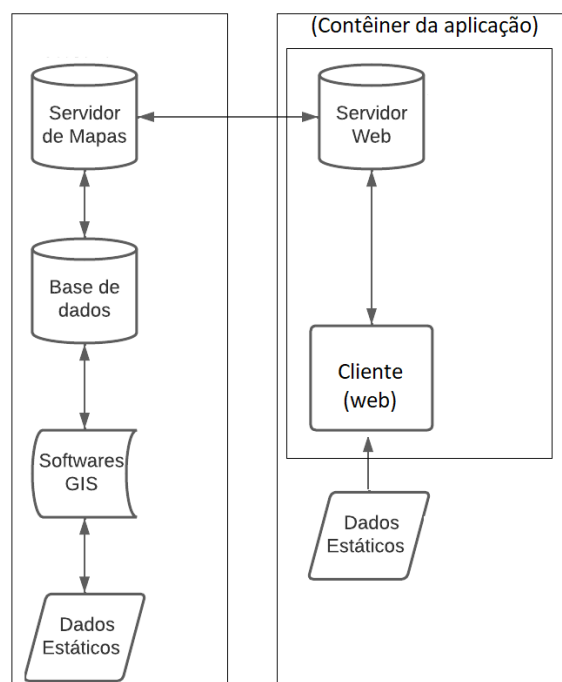 (Contêiner da aplicação)
Servidor
de Mapas
Servidor
Web
Base de
dados
Cliente
(web)
Softwares
GIS
Dados
Estáticos
Dados
Estáticos